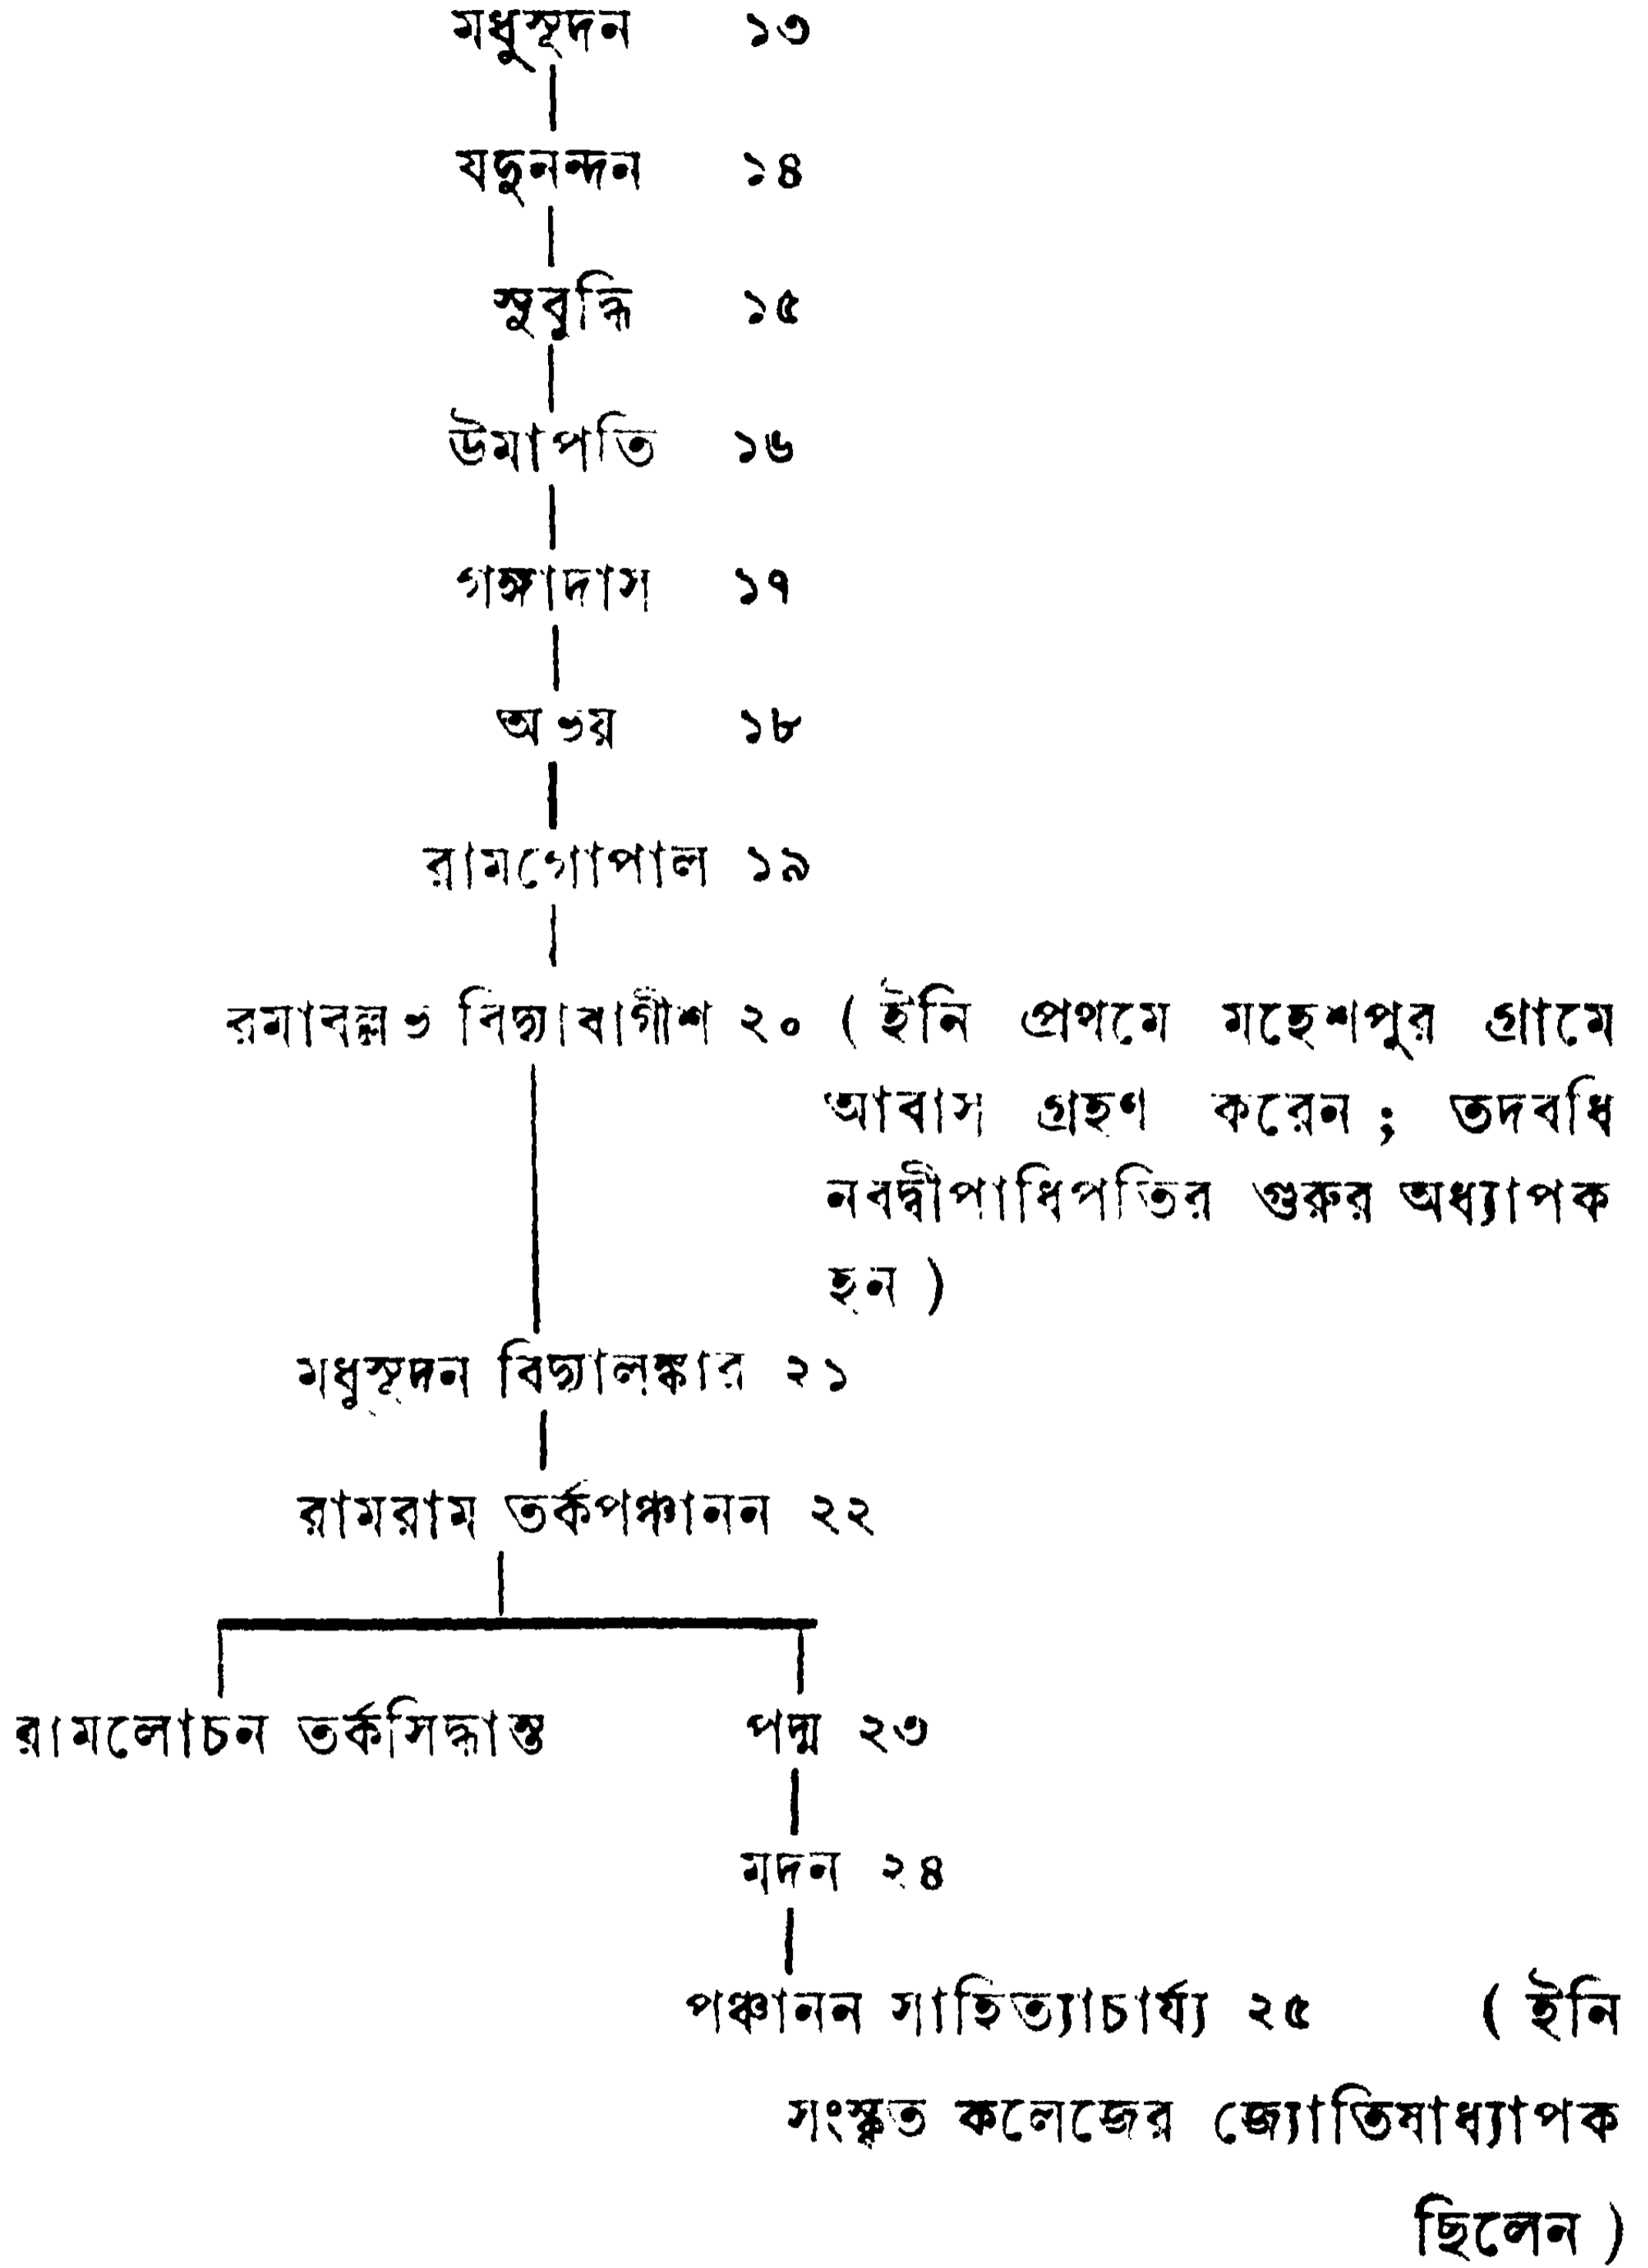 মধুসূদন ১৩
যদুনন্দন ১৪
সুবুদ্ধি ১৫
উমাপতি ১৬
গঙ্গাদাস ১৭
অভয় ১৮
রামগোপাল ১৯
রমাবল্লভ বিদ্যাবাগীশ ২০ ( ইনি প্রথমে মহেশপুর গ্রামে
আবাস গ্রহণ করেন ; তদবধি
নবদ্বীপাধিপতির গুরুর অধ্যাপক
হন )
মধুসূদন বিদ্যালঙ্কার ২১
রামরাম তর্কপঞ্চানন ২২
রামলোচন তর্কসিদ্ধান্ত পদ্ম ২৩
মদন ২৪
পঞ্চানন সাহিত্যাচার্য্য ২৫ ( ইনি
সংস্কৃত কলেজের জ্যোতিষাধ্যাপক
ছিলেন )